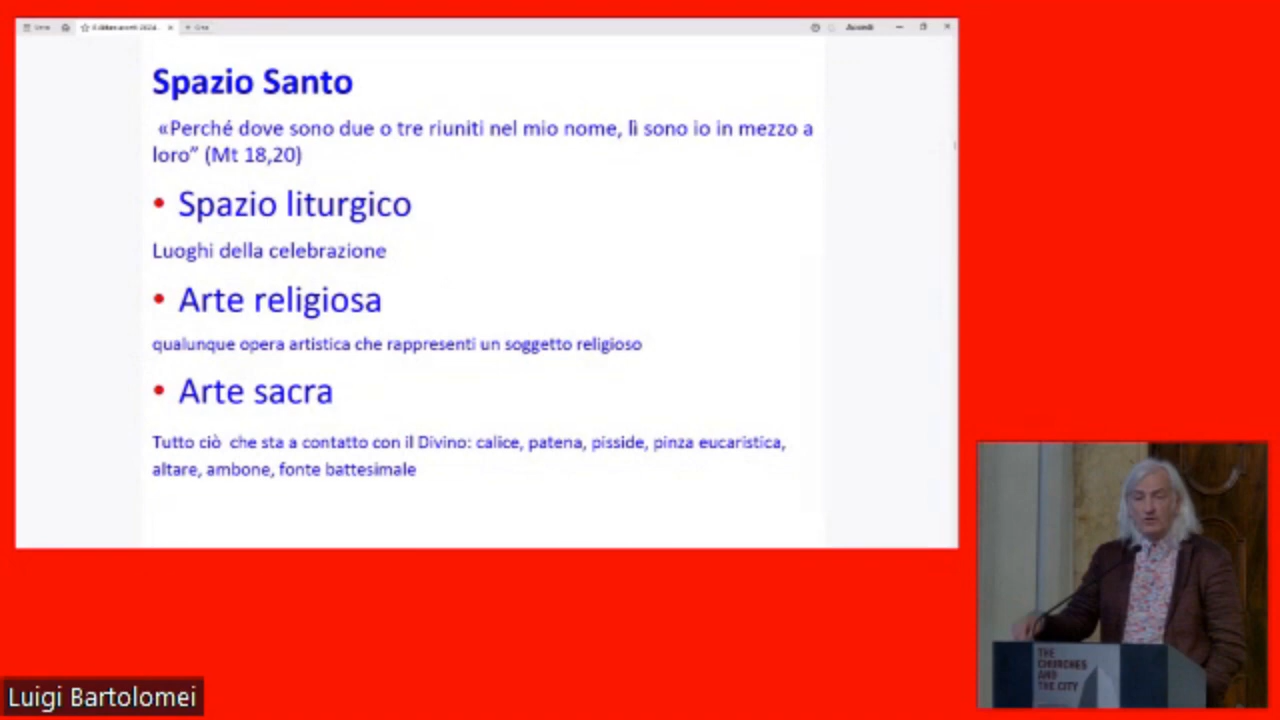 Accedi
Spazio Santo
«Perché dove sono due o tre riuniti nel mio nome, lì sono io in mezzo a
loro” (Mt 18,20)
• Spazio liturgico
Luoghi della celebrazione
• Arte religiosa
qualunque opera artistica che rappresenti un soggetto religioso
• Arte sacra
Tutto ciò che sta a contatto con il Divino: calice, patena, pisside, pinza eucaristica,
altare, ambone, fonte battesimale
THE
CHURCHES
AND
THE CITY
Luigi Bartolomei